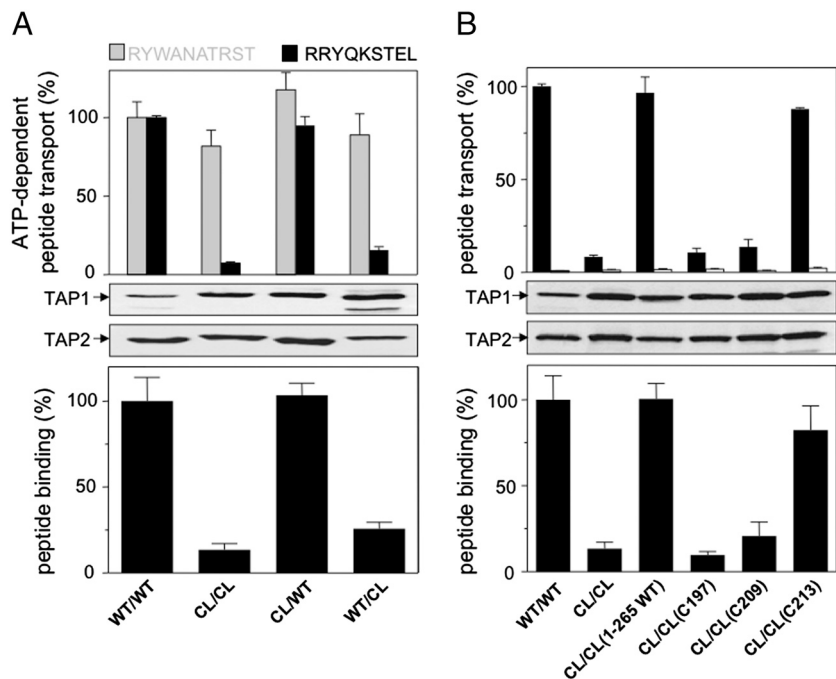 A
RYWANATRST RRYQKSTEL
ATP-dependent
peptide transport (%)
100
50
0
TAP1
TAP2
peptide binding (%)
100
50
0
WT/WT CL/CL CL/WT WT/CL
B
peptide transport (%)
100
50
0
TAP1
TAP2
peptide binding (%)
100
50
0
WT/WT CL/CL CL/CL(1-265 WT) CL/CL(C197) CL/CL(C209) CL/CL(C213)